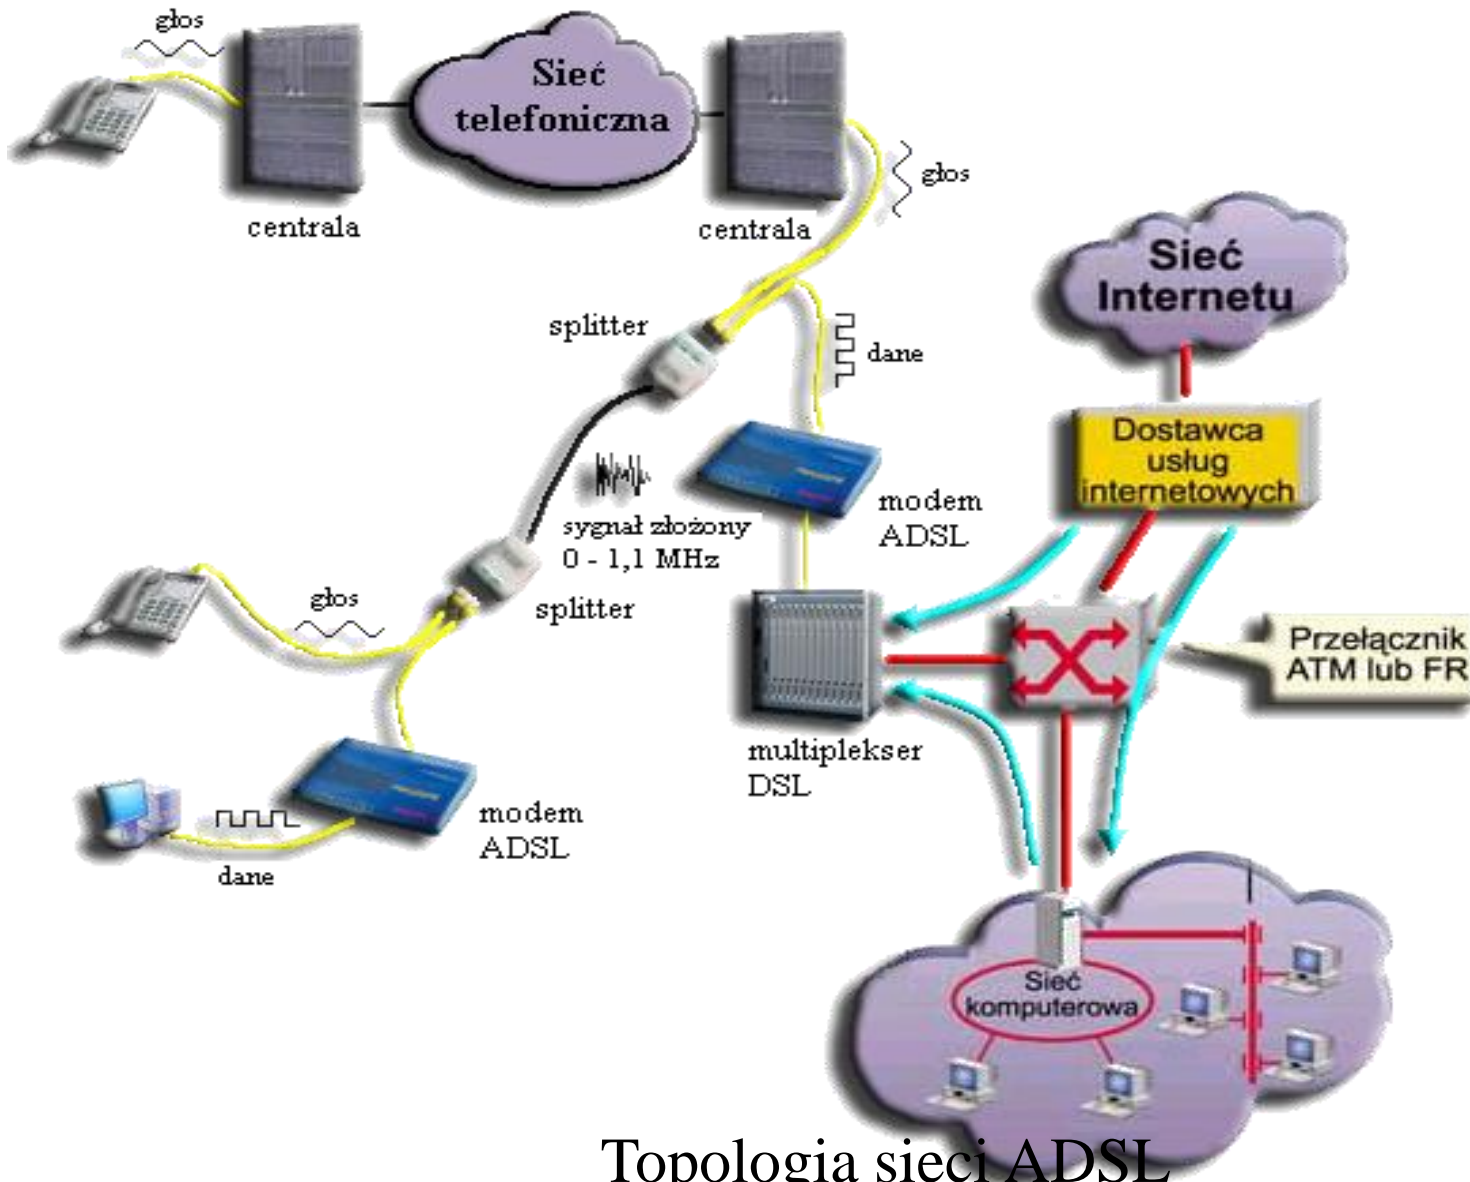 głos
Sieć
telefoniczna
centrala
centrala
głos
Sieć
Internetu
splitter
dane
Dostawca
usług
internetowych
modem
ADSL
sygnał złożony
0 - 1,1 MHz
splitter
głos
Przełącznik
ATM lub FR
multiplekser
DSL
modem
ADSL
dane
Sieć
komputerowa
Topologia sieci ADSL